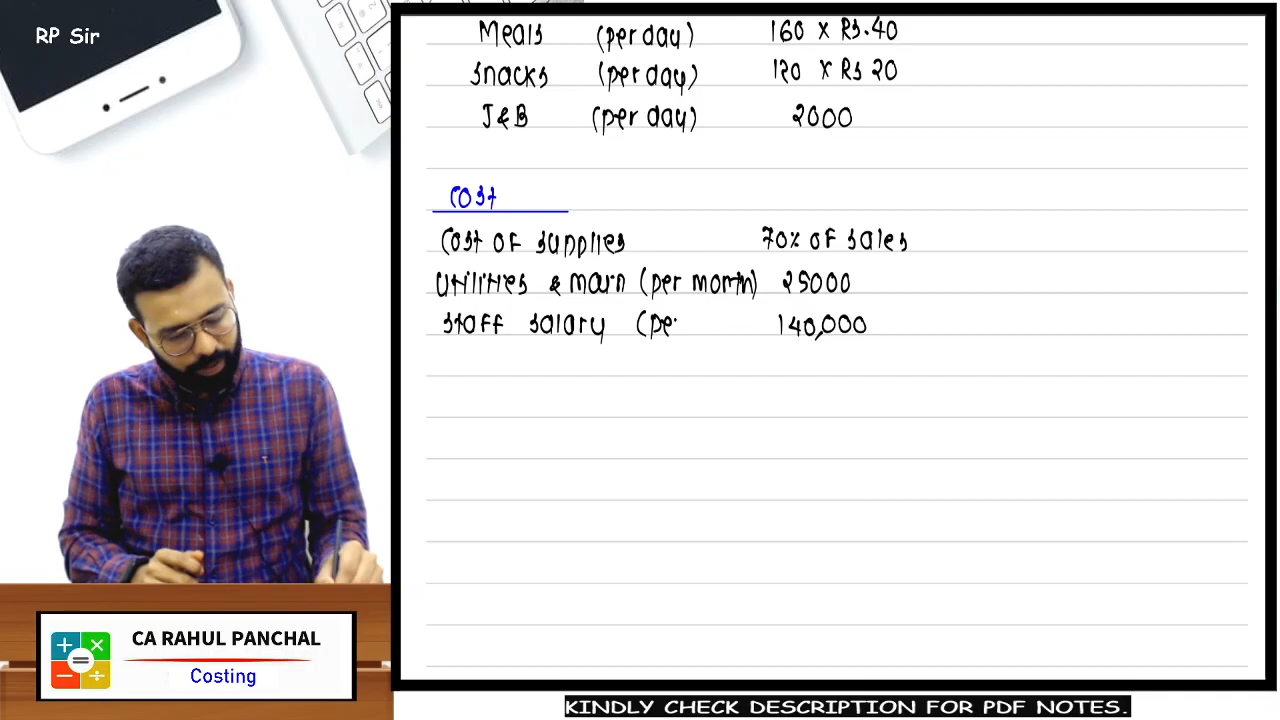 RP Sir
Meals (per day) 160 x Rs.40
Snacks (per day) 120 x Rs 20
J&B (per day) 2000
Cost
Cost of supplies 70% of sales
Utilities & main (per month) 25000
Staff salary (pe 140,000
CA RAHUL PANCHAL
Costing
KINDLY CHECK DESCRIPTION FOR PDF NOTES.